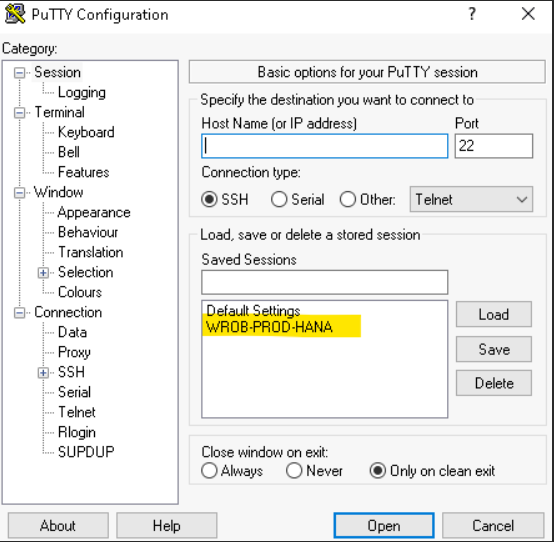 PuTTY Configuration
?
Category:
Session
Logging
Terminal
Keyboard
Bell
Features
Window
Appearance
Behaviour
Translation
Selection
Colours
Connection
Data
Proxy
SSH
Serial
Telnet
Rlogin
SUPDUP
Basic options for your PuTTY session
Specify the destination you want to connect to
Host Name (or IP address) Port
22
Connection type:
SSH Serial Other: Telnet
Load, save or delete a stored session
Saved Sessions
Default Settings
WROB-PROD-HANA
Load
Save
Delete
Close window on exit:
Always Never Only on clean exit
About Help Open Cancel